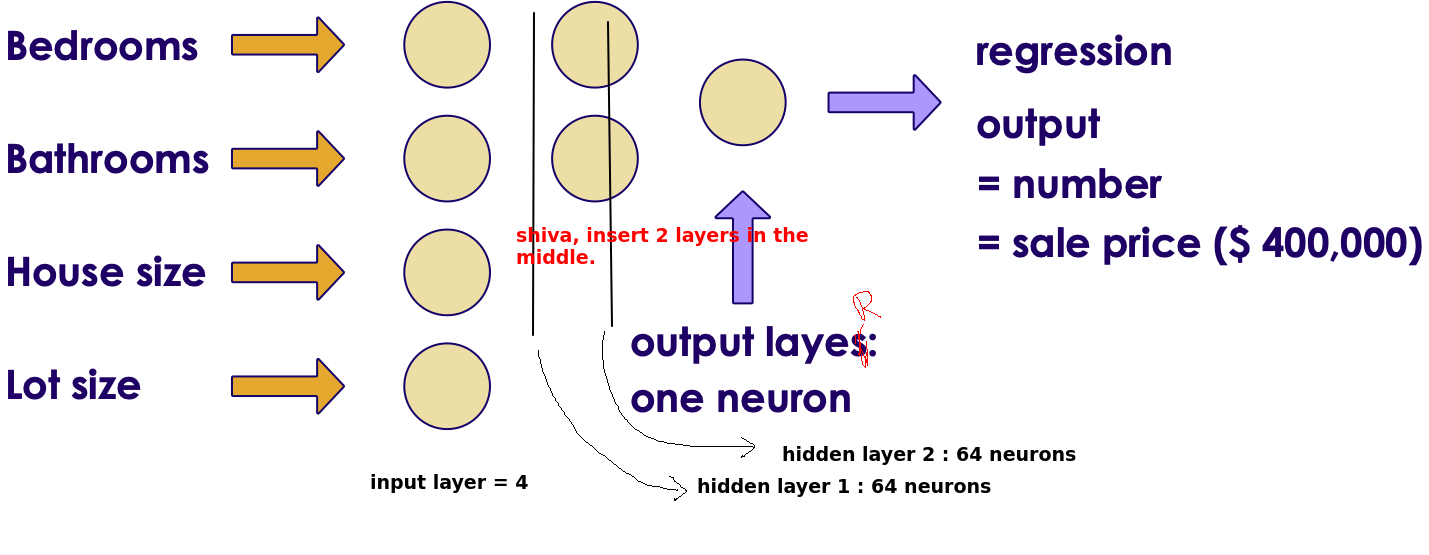 Bedrooms
Bathrooms
House size
Lot size
regression
output
= number
= sale price ($ 400,000)
shiva, insert 2 layers in the
middle.
R
output layes:
one neuron
hidden layer 2 : 64 neurons
input layer = 4
hidden layer 1 : 64 neurons